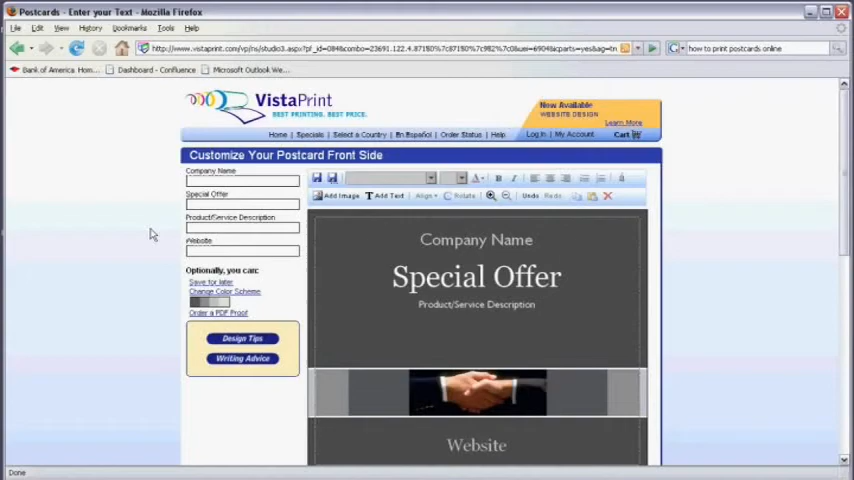 Postcards - Enter your Text - Mozilla Firefox
File Edit View History Bookmarks Tools Help
how to print postcards online
Bank of America Hom... Dashboard - Confluence Microsoft Outlook We...
VistaPrint
BEST PRINTING. BEST PRICE.
Now Available
WEBSITE DESIGN
Learn More
Home | Specials | Select a Country | En Español | Order Status | Help
Log In | My Account
Cart
Customize Your Postcard Front Side
Company Name
Special Offer
Product/Service Description
Website
Optionally, you can:
Save for later
Change Color Scheme
Order a PDF Proof
Design Tips
Writing Advice
A B I
Add Image Add Text Align Rotate Undo Redo
Company Name
Special Offer
Product/Service Description
Website
Done